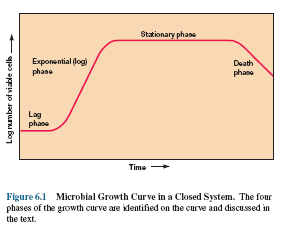 Stationary phase
Exponential (log)
phase
Death
phase
Lag
phase
Log number of viable cells
Time
Figure 6.1 Microbial Growth Curve in a Closed System. The four
phases of the growth curve are identified on the curve and discussed in
the text.